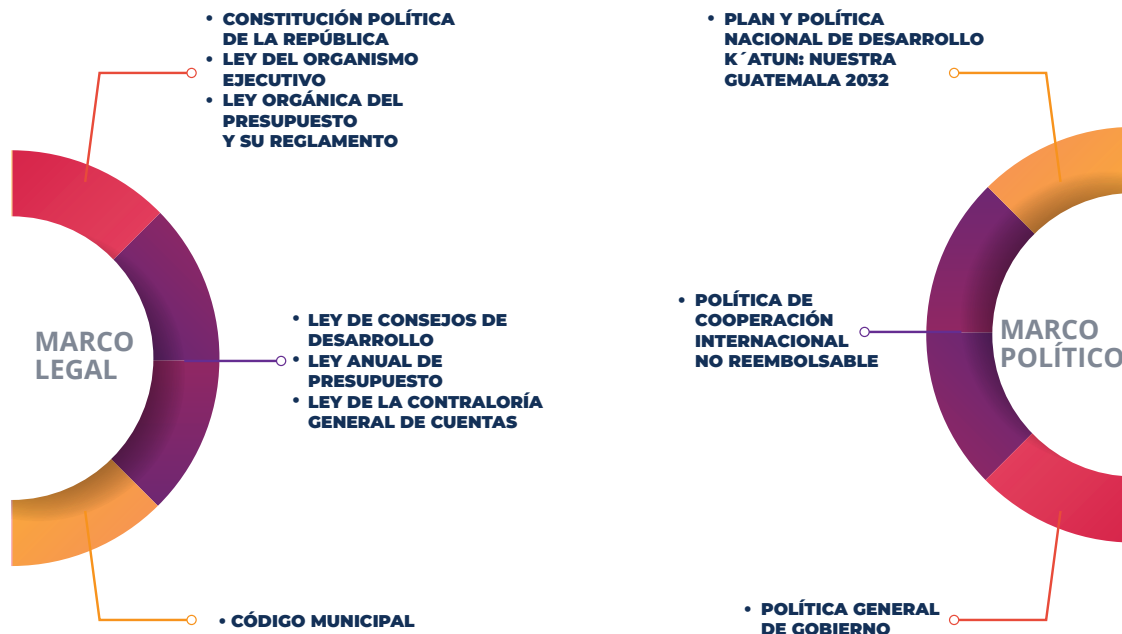 • CONSTITUCIÓN POLÍTICA
DE LA REPÚBLICA
• LEY DEL ORGANISMO
EJECUTIVO
• LEY ORGÁNICA DEL
PRESUPUESTO
Y SU REGLAMENTO
MARCO
LEGAL
• LEY DE CONSEJOS DE
DESARROLLO
• LEY ANUAL DE
PRESUPUESTO
• LEY DE LA CONTRALORÍA
GENERAL DE CUENTAS
• CÓDIGO MUNICIPAL
• PLAN Y POLÍTICA
NACIONAL DE DESARROLLO
K´ATUN: NUESTRA
GUATEMALA 2032
• POLÍTICA DE
COOPERACIÓN
INTERNACIONAL
NO REEMBOLSABLE
MARCO
POLÍTICO
• POLÍTICA GENERAL
DE GOBIERNO